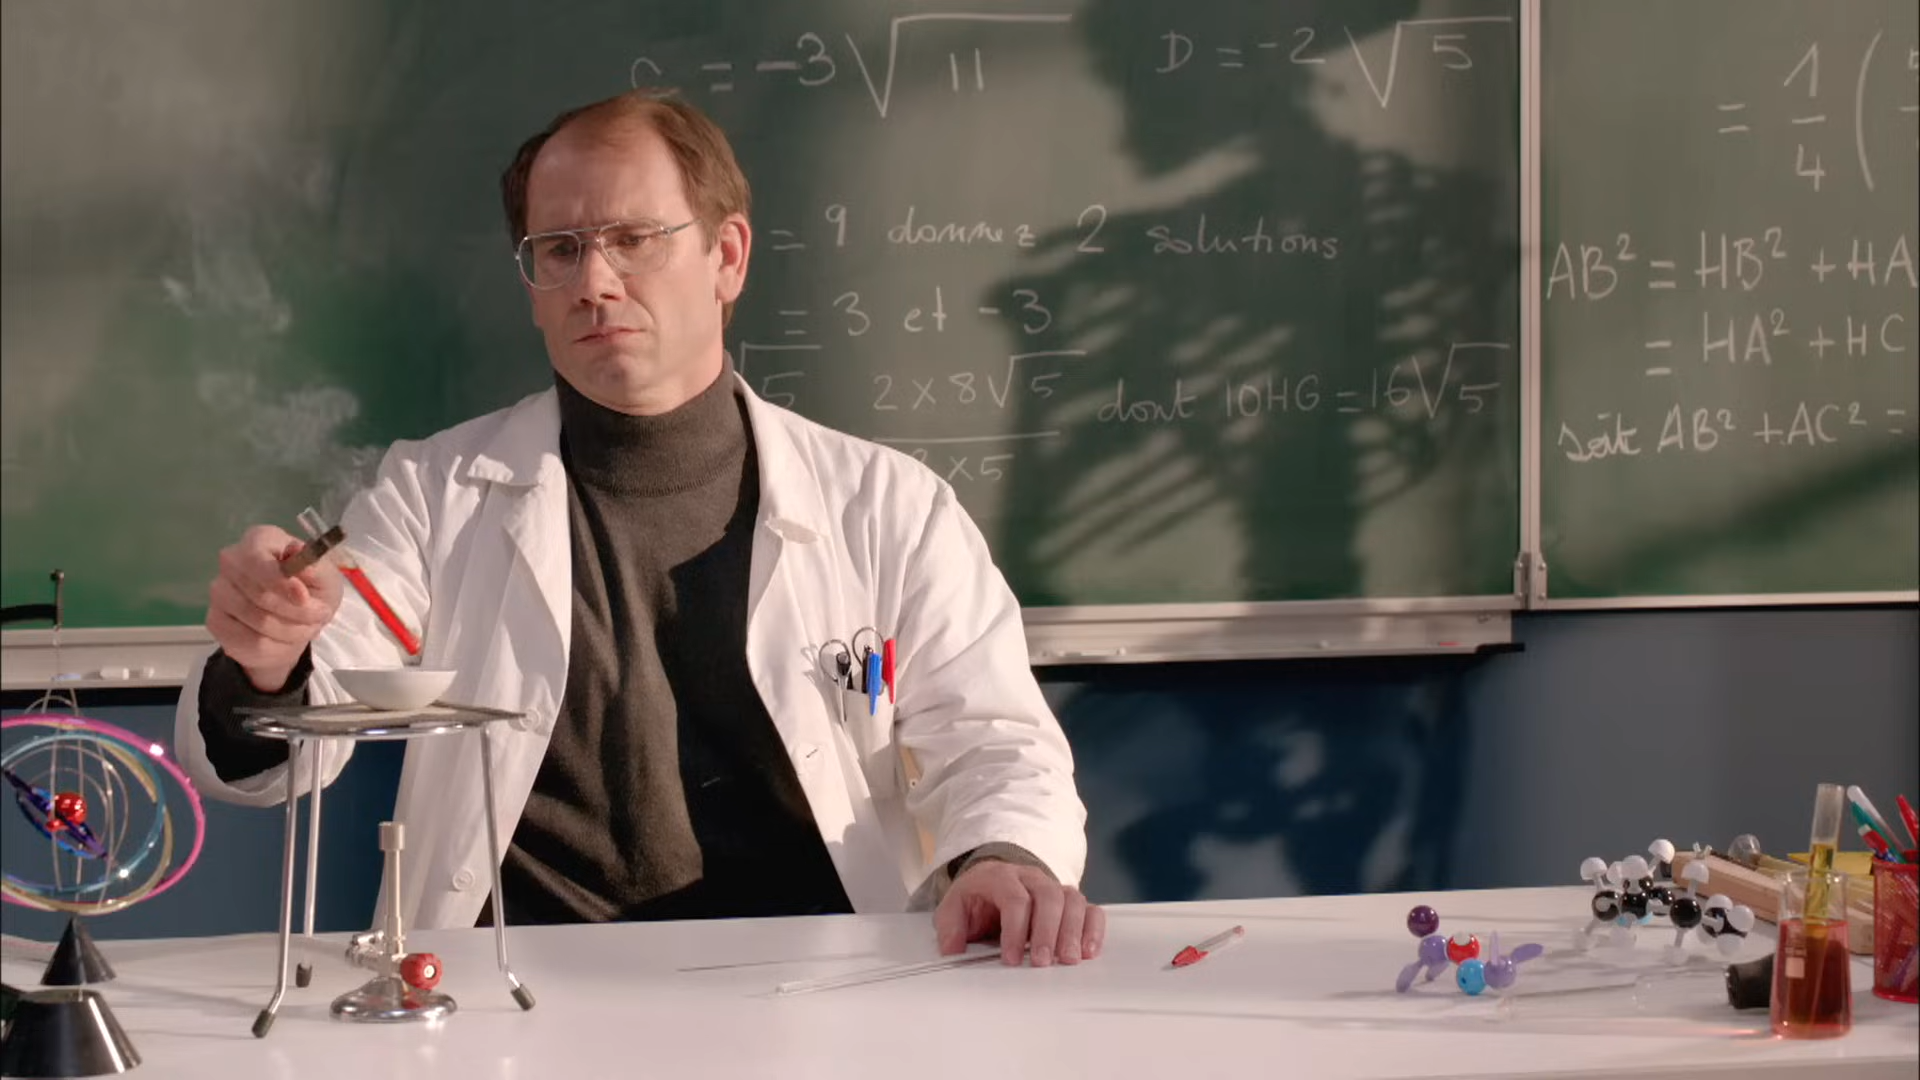 = -3√11
D = -2√5
= 9 donnez 2 solutions
= 3 et -3
√5 2×8√5 dont 10HG = 16√5
×5
= 1/4 (
AB² = HB² + HA
= HA² + HC
Soit AB² + AC² =